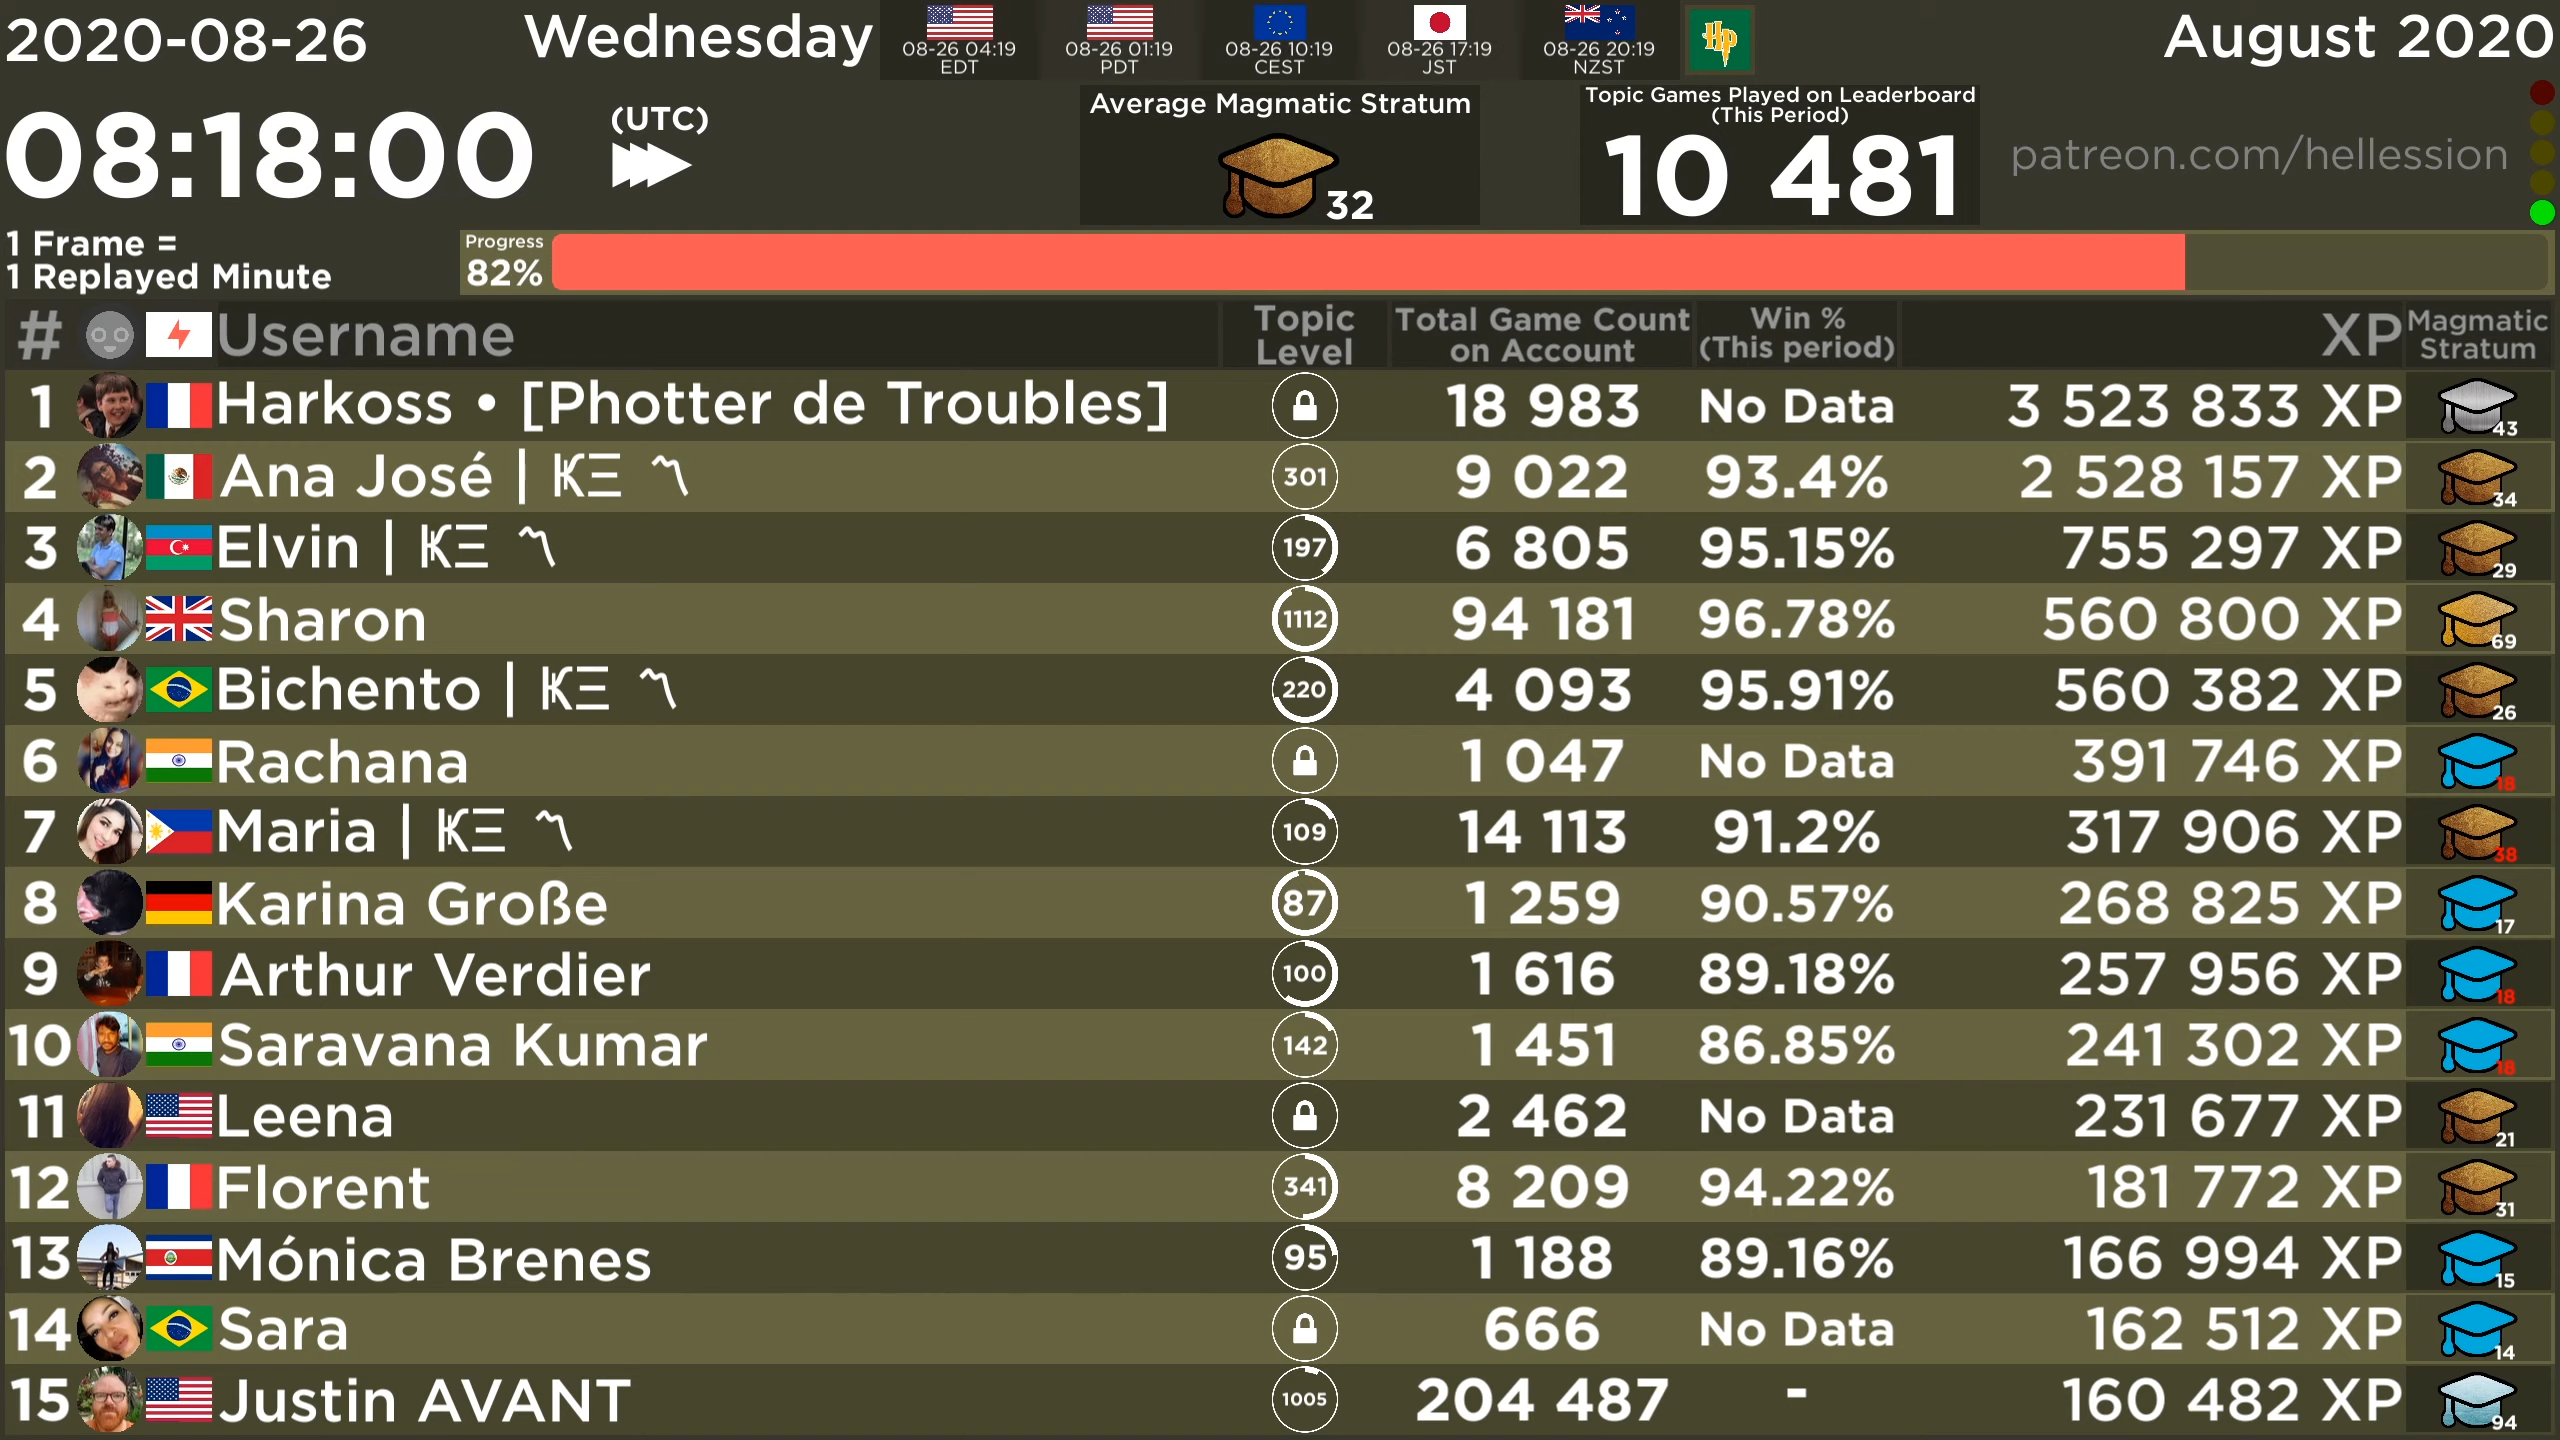 2020-08-26
Wednesday
08-26 04:19
EDT
08-26 01:19
PDT
08-26 10:19
CEST
08-26 17:19
JST
08-26 20:19
NZST
Hp
August 2020
08:18:00
(UTC)
Average Magmatic Stratum
32
Topic Games Played on Leaderboard
(This Period)
10 481
patreon.com/hellession
1 Frame =
1 Replayed Minute
Progress
82%
# Username Topic Level Total Game Count on Account Win % (This period) XP Magmatic Stratum
1 Harkoss • [Photter de Troubles] 18 983 No Data 3 523 833 XP 43
2 Ana José | ₭Ξ 〽 301 9 022 93.4% 2 528 157 XP 34
3 Elvin | ₭Ξ 〽 197 6 805 95.15% 755 297 XP 29
4 Sharon 1112 94 181 96.78% 560 800 XP 69
5 Bichento | ₭Ξ 〽 220 4 093 95.91% 560 382 XP 26
6 Rachana 1 047 No Data 391 746 XP 18
7 Maria | ₭Ξ 〽 109 14 113 91.2% 317 906 XP 38
8 Karina Große 87 1 259 90.57% 268 825 XP 17
9 Arthur Verdier 100 1 616 89.18% 257 956 XP 18
10 Saravana Kumar 142 1 451 86.85% 241 302 XP 18
11 Leena 2 462 No Data 231 677 XP 21
12 Florent 341 8 209 94.22% 181 772 XP 31
13 Mónica Brenes 95 1 188 89.16% 166 994 XP 15
14 Sara 666 No Data 162 512 XP 14
15 Justin AVANT 1005 204 487 - 160 482 XP 94